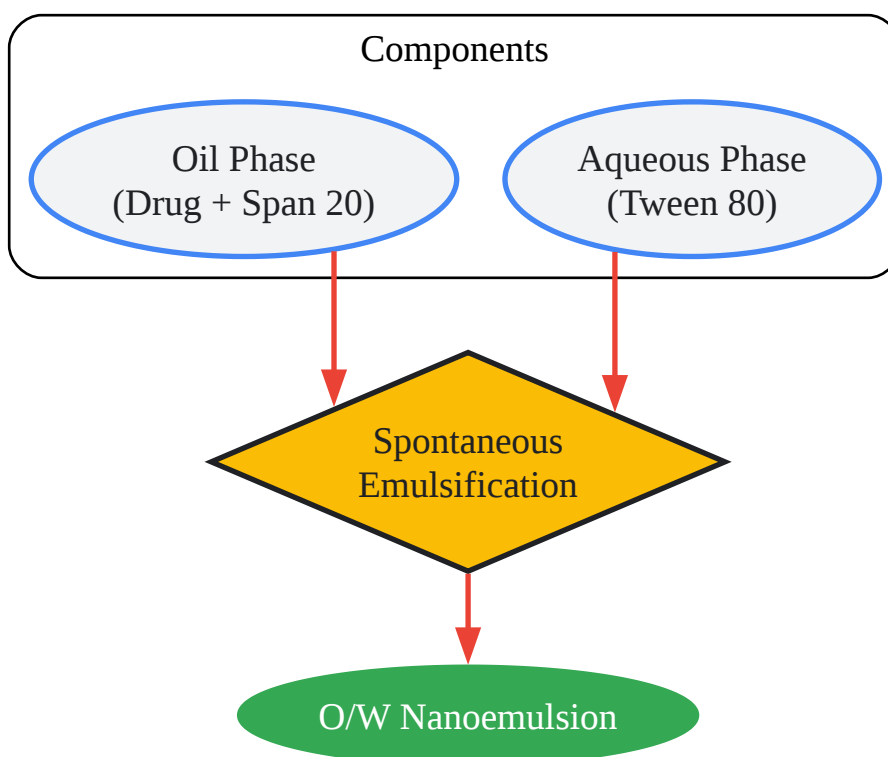 Components
Oil Phase
(Drug + Span 20)
Aqueous Phase
(Tween 80)
Spontaneous
Emulsification
O/W Nanoemulsion